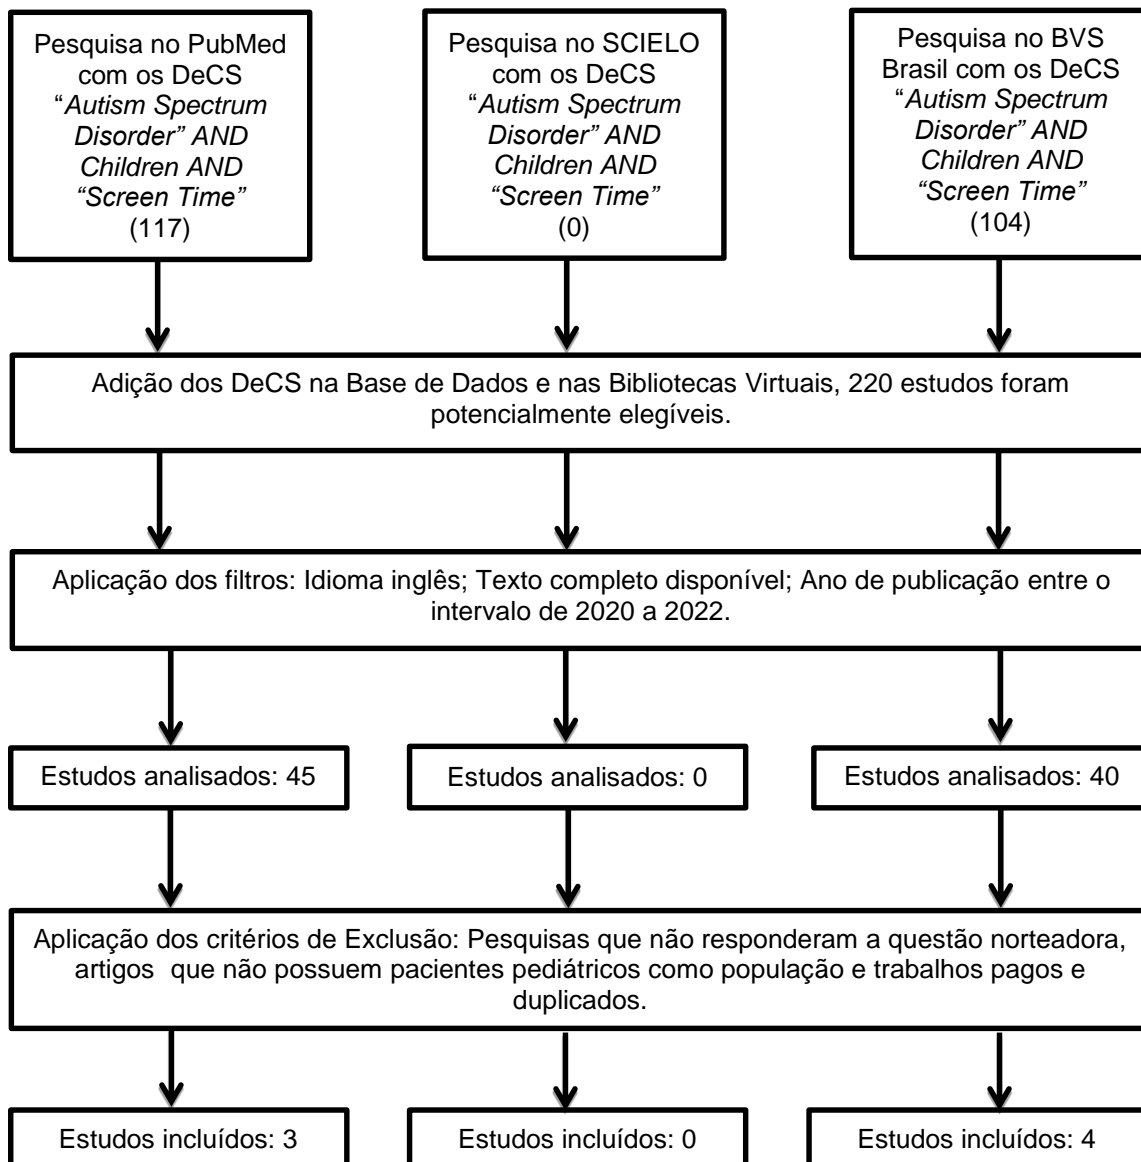 Pesquisa no PubMed
com os DeCS
“Autism Spectrum
Disorder” AND
Children AND
“Screen Time”
(117)
Pesquisa no SCIELO
com os DeCS
“Autism Spectrum
Disorder” AND
Children AND
“Screen Time”
(0)
Pesquisa no BVS
Brasil com os DeCS
“Autism Spectrum
Disorder” AND
Children AND
“Screen Time”
(104)
Adição dos DeCS na Base de Dados e nas Bibliotecas Virtuais, 220 estudos foram
potencialmente elegíveis.
Aplicação dos filtros: Idioma inglês; Texto completo disponível; Ano de publicação entre o
intervalo de 2020 a 2022.
Estudos analisados: 45
Estudos analisados: 0
Estudos analisados: 40
Aplicação dos critérios de Exclusão: Pesquisas que não responderam a questão norteadora,
artigos que não possuem pacientes pediátricos como população e trabalhos pagos e
duplicados.
Estudos incluídos: 3
Estudos incluídos: 0
Estudos incluídos: 4